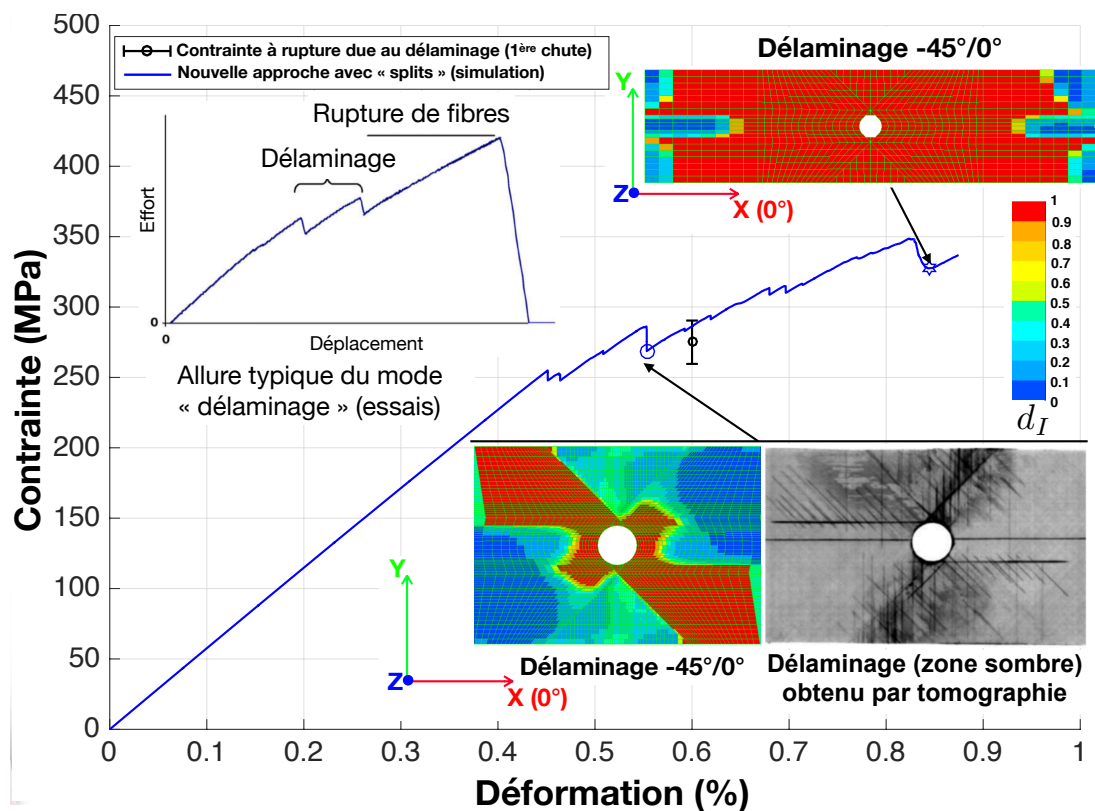 500
450
400
350
300
250
200
150
100
50
0
Contrainte (MPa)
Contrainte à rupture due au délaminage (1ère chute)
Nouvelle approche avec « splits » (simulation)
Rupture de fibres
Délaminage
Effort
0
0
Déplacement
Allure typique du mode
« délaminage » (essais)
Délaminage -45°/0°
Y
Z
X (0°)
1
0.9
0.8
0.7
0.6
0.5
0.4
0.3
0.2
0.1
0
d_I
Y
Z
X (0°)
Délaminage -45°/0°
Délaminage (zone sombre)
obtenu par tomographie
0 0.1 0.2 0.3 0.4 0.5 0.6 0.7 0.8 0.9 1
Déformation (%)